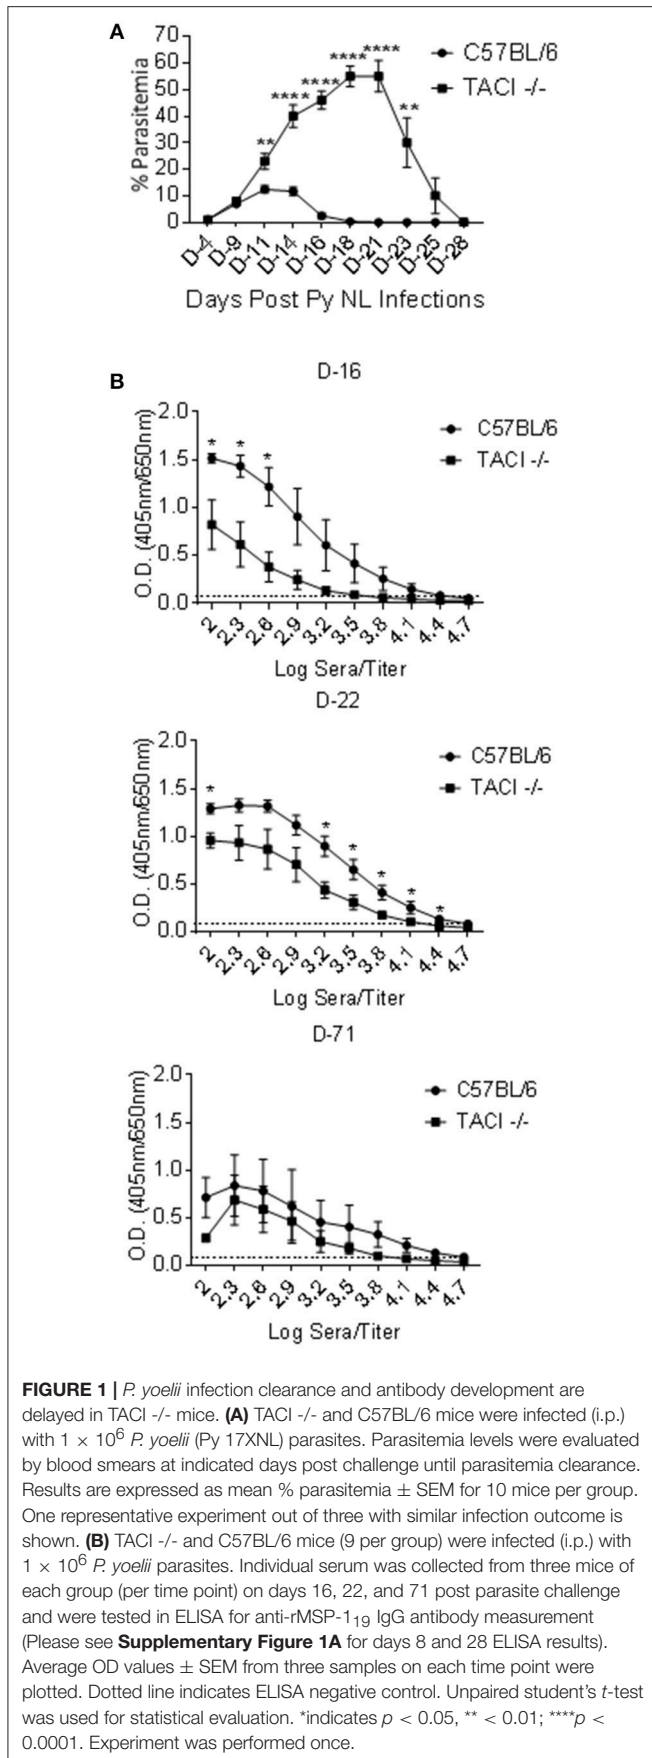 A
% Parasitemia
70
60
50
40
30
20
10
0
**
****
****
****
****
**
C57BL/6
TACI -/-
D-4
D-9
D-11
D-14
D-16
D-18
D-21
D-23
D-25
D-28
Days Post Py NL Infections
B
D-16
O.D. (405nm/650nm)
2.0
1.5
1.0
0.5
0.0
* * *
C57BL/6
TACI -/-
2 2.3 2.6 2.9 3.2 3.5 3.8 4.1 4.4 4.7
Log Sera/Titer
D-22
O.D. (405nm/650nm)
2.0
1.5
1.0
0.5
0.0
* * * * * *
C57BL/6
TACI -/-
2 2.3 2.6 2.9 3.2 3.5 3.8 4.1 4.4 4.7
Log Sera/Titer
D-71
O.D. (405nm/650nm)
2.0
1.5
1.0
0.5
0.0
C57BL/6
TACI -/-
2 2.3 2.6 2.9 3.2 3.5 3.8 4.1 4.4 4.7
Log Sera/Titer
FIGURE 1 | P. yoelii infection clearance and antibody development are
delayed in TACI -/- mice. (A) TACI -/- and C57BL/6 mice were infected (i.p.)
with 1 × 10⁶ P. yoelii (Py 17XNL) parasites. Parasitemia levels were evaluated
by blood smears at indicated days post challenge until parasitemia clearance.
Results are expressed as mean % parasitemia ± SEM for 10 mice per group.
One representative experiment out of three with similar infection outcome is
shown. (B) TACI -/- and C57BL/6 mice (9 per group) were infected (i.p.) with
1 × 10⁶ P. yoelii parasites. Individual serum was collected from three mice of
each group (per time point) on days 16, 22, and 71 post parasite challenge
and were tested in ELISA for anti-rMSP-1₁₉ IgG antibody measurement
(Please see Supplementary Figure 1A for days 8 and 28 ELISA results).
Average OD values ± SEM from three samples on each time point were
plotted. Dotted line indicates ELISA negative control. Unpaired student's t-test
was used for statistical evaluation. *indicates p < 0.05, ** < 0.01; ****p <
0.0001. Experiment was performed once.